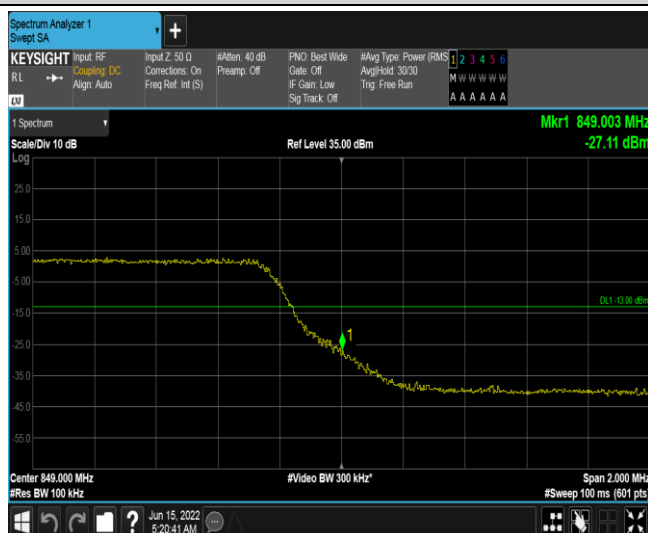 Spectrum Analyzer 1
Swept SA
KEYSIGHT
RL
Input: RF
Coupling: DC
Align: Auto
Input Z: 50 Ω
Corrections: On
Freq Ref: Int (S)
#Atten: 40 dB
Preamp: Off
PNO: Best Wide
Gate: Off
IF Gain: Low
Sig Track: Off
#Avg Type: Power (RMS
Avg|Hold: 30/30
Trig: Free Run
1 2 3 4 5 6
M W W W W W
A A A A A A
LXI
1 Spectrum
Mkr1 849.003 MHz
Scale/Div 10 dB
Ref Level 35.00 dBm
-27.11 dBm
Log
25.0
15.0
5.00
-5.00
DL1 -13.00 dBm
-15.0
1
-25.0
-35.0
-45.0
-55.0
Center 849.000 MHz
#Video BW 300 kHz*
Span 2.000 MHz
#Res BW 100 kHz
#Sweep 100 ms (601 pts)
?
Jun 15, 2022
5:20:41 AM